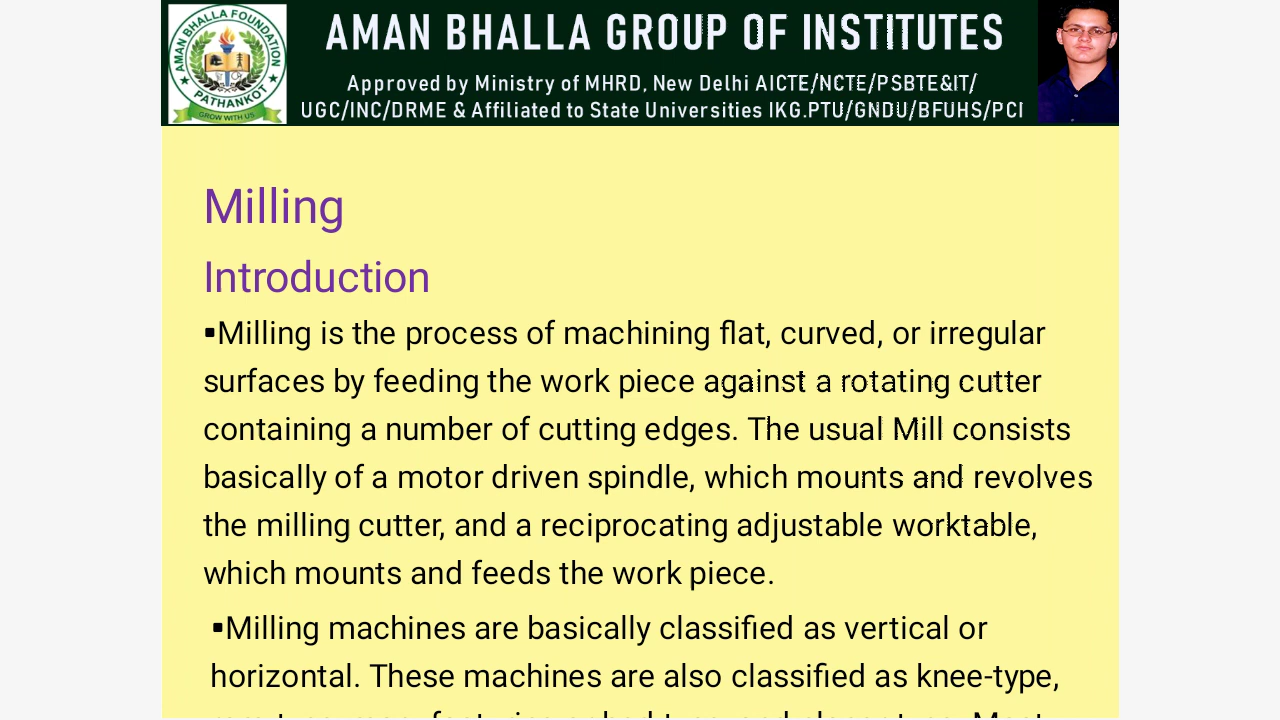 AMAN BHALLA FOUNDATION
PATHANKOT
GROW WITH US
AMAN BHALLA GROUP OF INSTITUTES
Approved by Ministry of MHRD, New Delhi AICTE/NCTE/PSBTE&IT/
UGC/INC/DRME & Affiliated to State Universities IKG.PTU/GNDU/BFUHS/PCI
Milling
Introduction
▪Milling is the process of machining flat, curved, or irregular
surfaces by feeding the work piece against a rotating cutter
containing a number of cutting edges. The usual Mill consists
basically of a motor driven spindle, which mounts and revolves
the milling cutter, and a reciprocating adjustable worktable,
which mounts and feeds the work piece.
▪Milling machines are basically classified as vertical or
horizontal. These machines are also classified as knee-type,